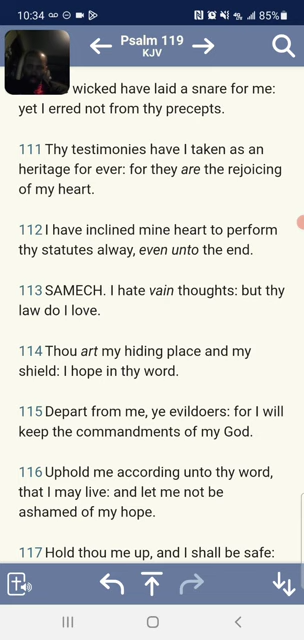 10:34
85%
Psalm 119
KJV
wicked have laid a snare for me:
yet I erred not from thy precepts.
111 Thy testimonies have I taken as an
heritage for ever: for they are the rejoicing
of my heart.
112 I have inclined mine heart to perform
thy statutes alway, even unto the end.
113 SAMECH. I hate vain thoughts: but thy
law do I love.
114 Thou art my hiding place and my
shield: I hope in thy word.
115 Depart from me, ye evildoers: for I will
keep the commandments of my God.
116 Uphold me according unto thy word,
that I may live: and let me not be
ashamed of my hope.
117 Hold thou me up, and I shall be safe: